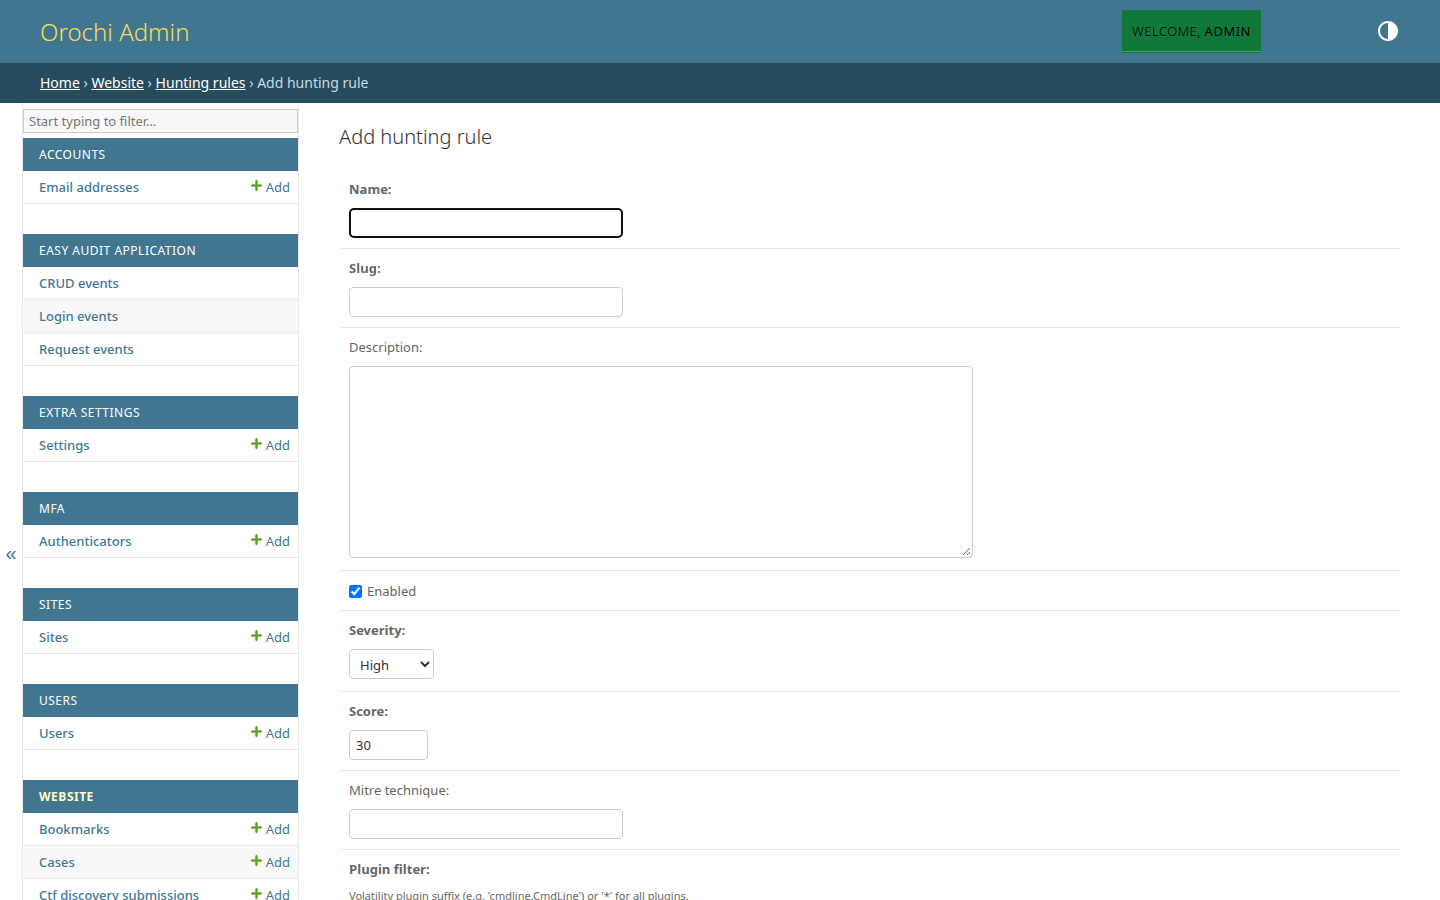 Orochi Admin
WELCOME, ADMIN
Home › Website › Hunting rules › Add hunting rule
Start typing to filter...
ACCOUNTS
Email addresses
Add
EASY AUDIT APPLICATION
CRUD events
Login events
Request events
EXTRA SETTINGS
Settings
Add
MFA
Authenticators
Add
SITES
Sites
Add
USERS
Users
Add
WEBSITE
Bookmarks
Add
Cases
Add
Ctf discovery submissions
Add
«
Add hunting rule
Name:
Slug:
Description:
Enabled
Severity:
High
Score:
30
Mitre technique:
Plugin filter:
Volatility plugin suffix (e.g. 'cmdline.CmdLine') or '*' for all plugins.